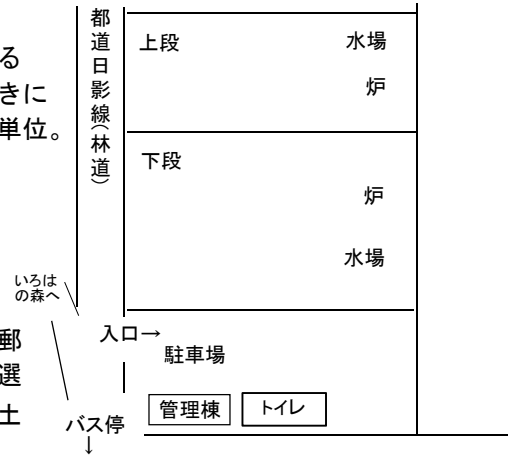 る
きに
単位。
郵
選
土
都道日影線(林道)
上段
水場
炉
下段
炉
水場
いろは
の森へ
入口→
駐車場
管理棟
トイレ
バス停
↓